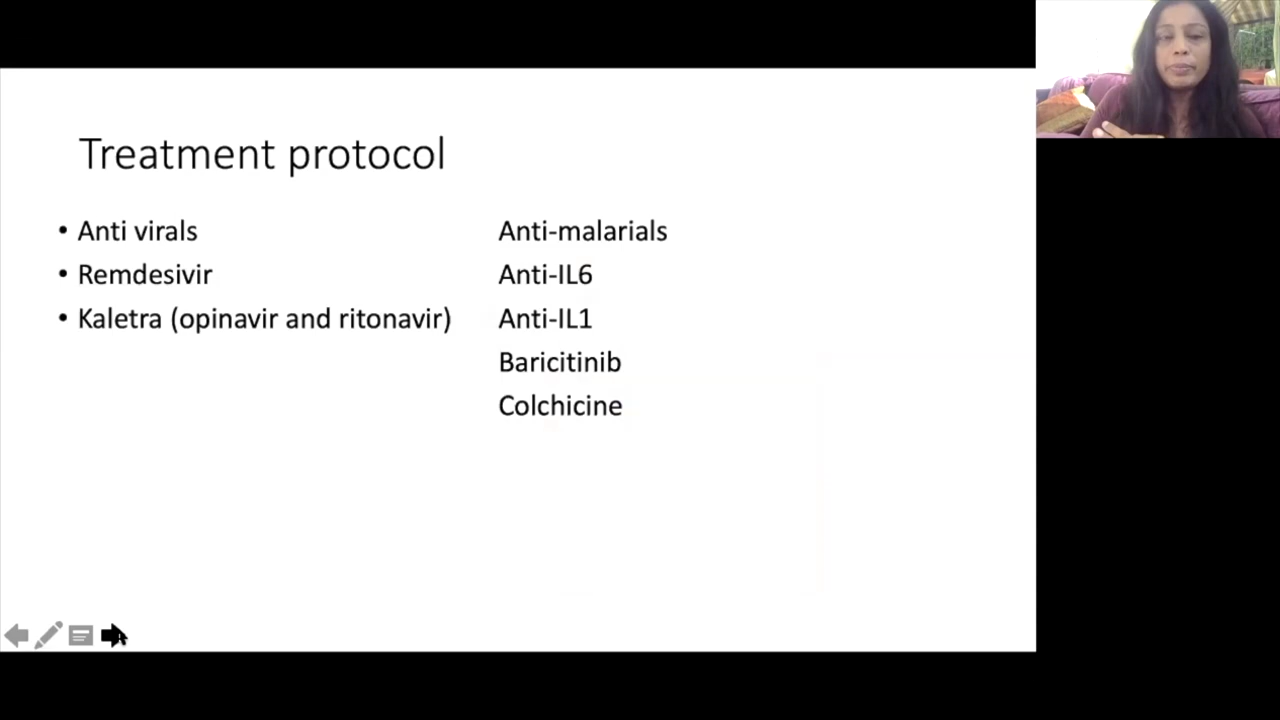 Treatment protocol
• Anti virals
• Remdesivir
• Kaletra (opinavir and ritonavir)
Anti-malarials
Anti-IL6
Anti-IL1
Baricitinib
Colchicine